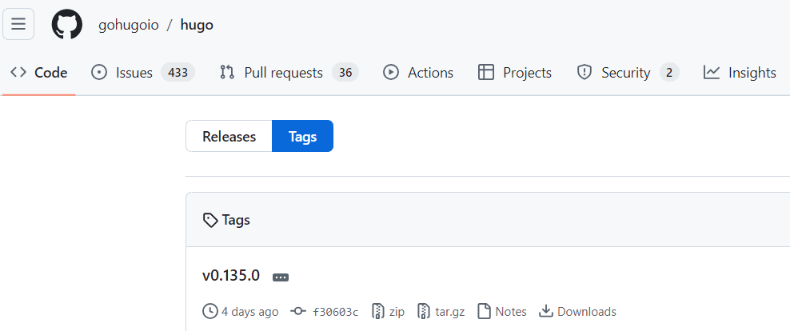 gohugoio / hugo
Code Issues 433 Pull requests 36 Actions Projects Security 2 Insights
Releases Tags
Tags
v0.135.0 ...
4 days ago f30603c zip tar.gz Notes Downloads